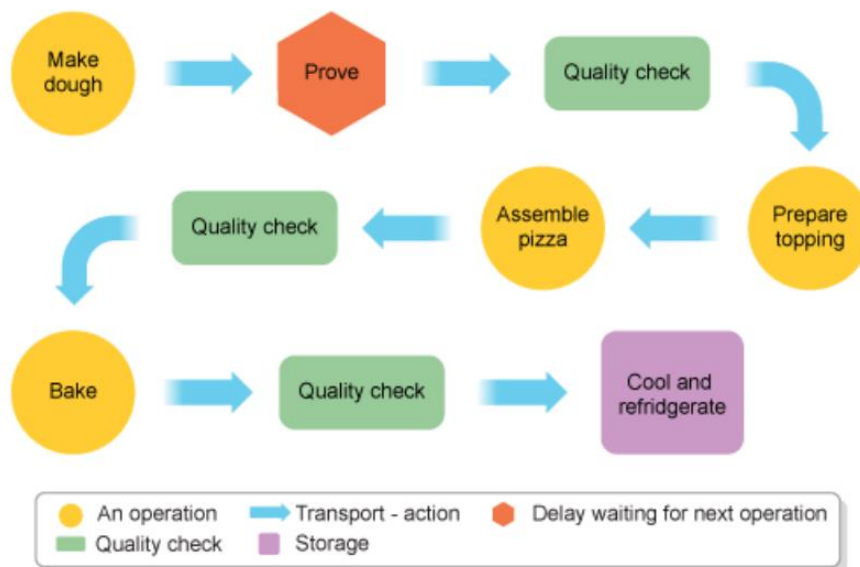 Make
dough
Prove
Quality check
Prepare
topping
Assemble
pizza
Quality check
Bake
Quality check
Cool and
refridgerate
An operation
Transport - action
Delay waiting for next operation
Quality check
Storage